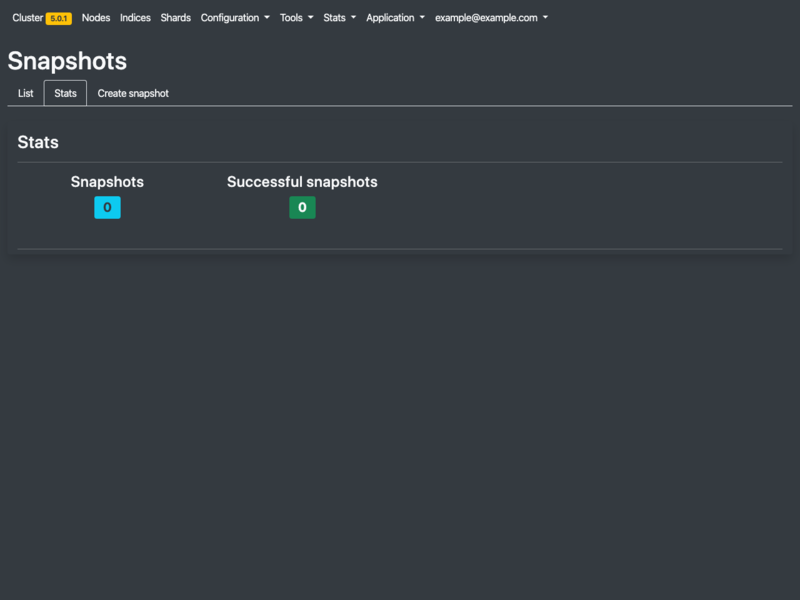 Cluster 5.0.1 Nodes Indices Shards Configuration Tools Stats Application example@example.com
Snapshots
List Stats Create snapshot
Stats
Snapshots Successful snapshots
0 0